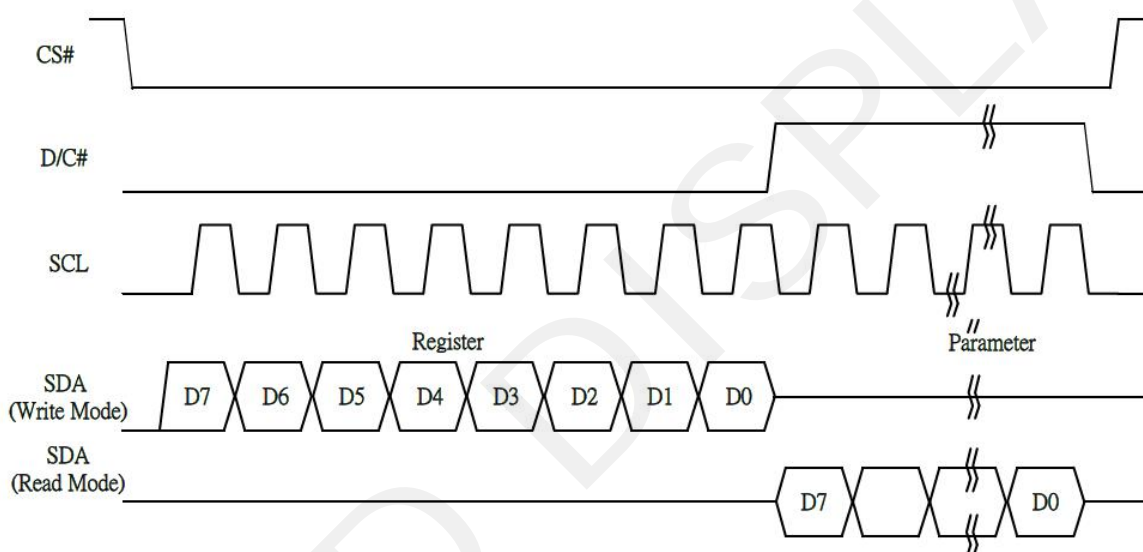 CS#
D/C#
SCL
Register
Parameter
SDA
(Write Mode)
D7 D6 D5 D4 D3 D2 D1 D0
SDA
(Read Mode)
D7 D0
D DISPLA